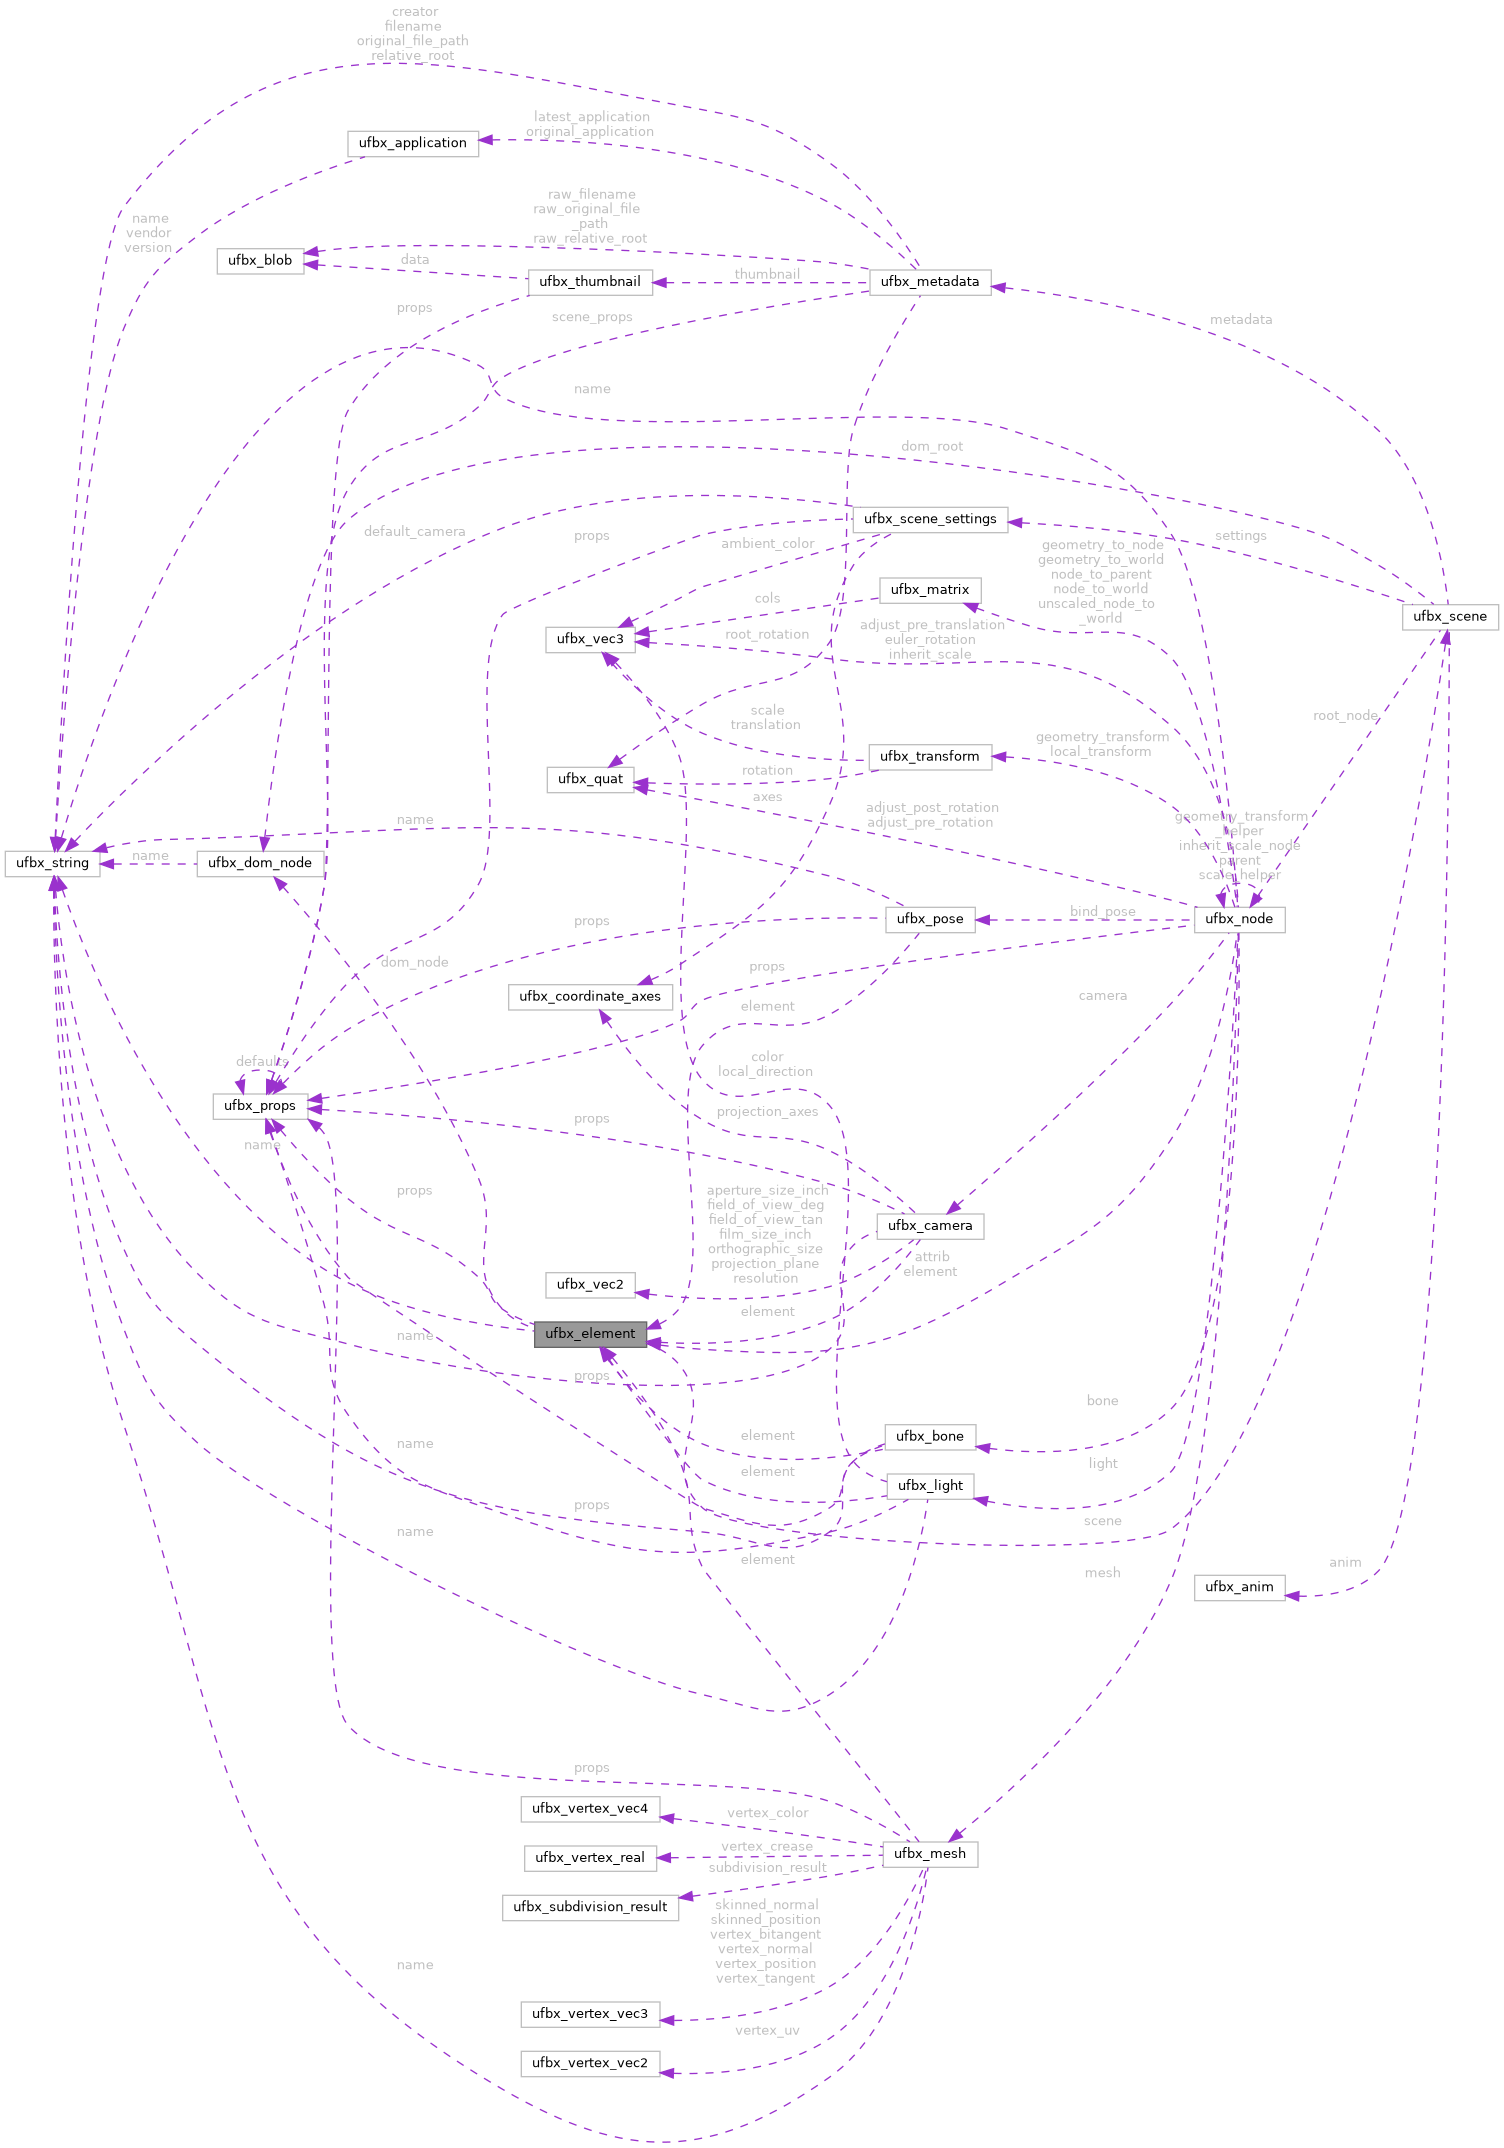 creator
filename
original_file_path
relative_root
latest_application
original_application
ufbx_application
raw_filename
raw_original_file
_path
raw_relative_root
name
vendor
version
ufbx_blob
data
ufbx_thumbnail
thumbnail
ufbx_metadata
props
scene_props
metadata
name
dom_root
default_camera
props
ufbx_scene_settings
settings
ambient_color
geometry_to_node
geometry_to_world
node_to_parent
node_to_world
unscaled_node_to
_world
ufbx_matrix
cols
ufbx_scene
ufbx_vec3
root_rotation
adjust_pre_translation
euler_rotation
inherit_scale
scale
translation
root_node
geometry_transform
local_transform
ufbx_transform
rotation
ufbx_quat
axes
adjust_post_rotation
adjust_pre_rotation
name
geometry_transform
_helper
inherit_scale_node
parent
scale_helper
ufbx_string
name
ufbx_dom_node
ufbx_pose
bind_pose
ufbx_node
props
dom_node
props
ufbx_coordinate_axes
element
camera
defaults
color
local_direction
ufbx_props
projection_axes
props
name
props
aperture_size_inch
field_of_view_deg
field_of_view_tan
film_size_inch
orthographic_size
projection_plane
resolution
ufbx_camera
attrib
element
ufbx_vec2
element
ufbx_element
name
props
bone
ufbx_bone
element
name
element
light
ufbx_light
props
scene
name
element
mesh
anim
ufbx_anim
props
ufbx_vertex_vec4
vertex_color
vertex_crease
ufbx_mesh
ufbx_vertex_real
subdivision_result
ufbx_subdivision_result
skinned_normal
skinned_position
vertex_bitangent
vertex_normal
vertex_position
vertex_tangent
name
ufbx_vertex_vec3
vertex_uv
ufbx_vertex_vec2